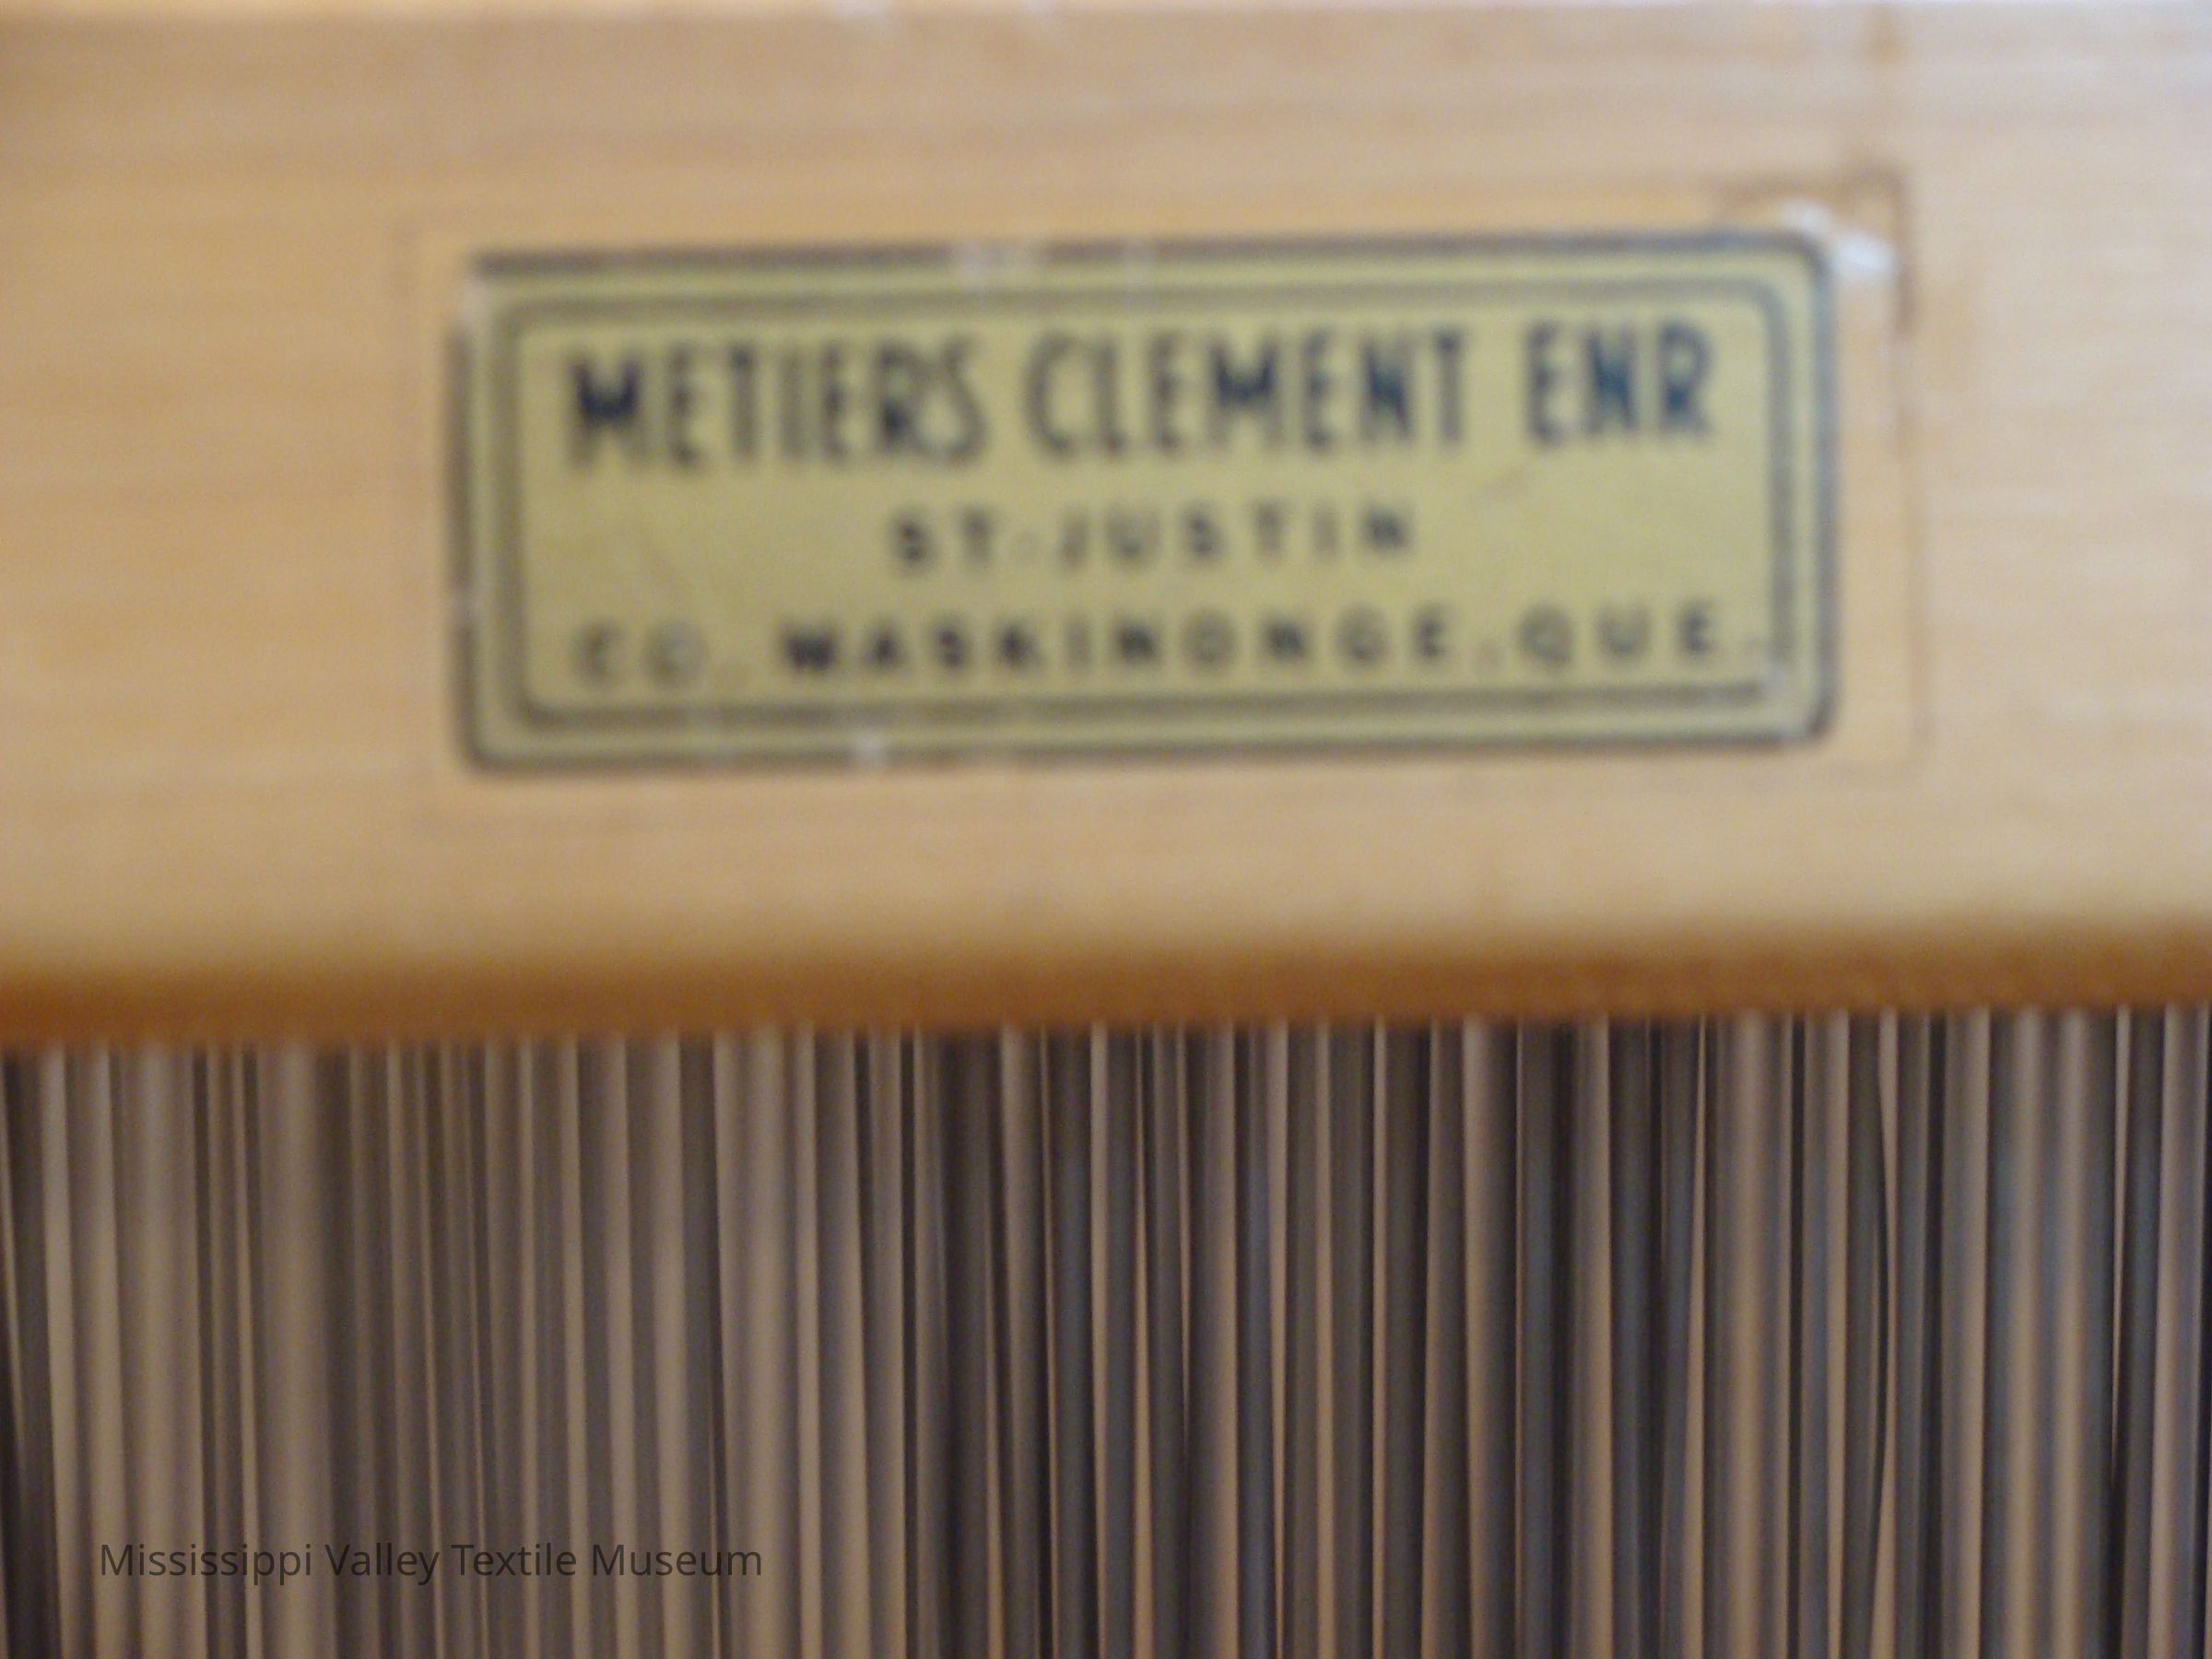 METIERS CLEMENT ENR
ST-JUSTIN
CO. MASKINONGE, QUE.
Mississippi Valley Textile Museum